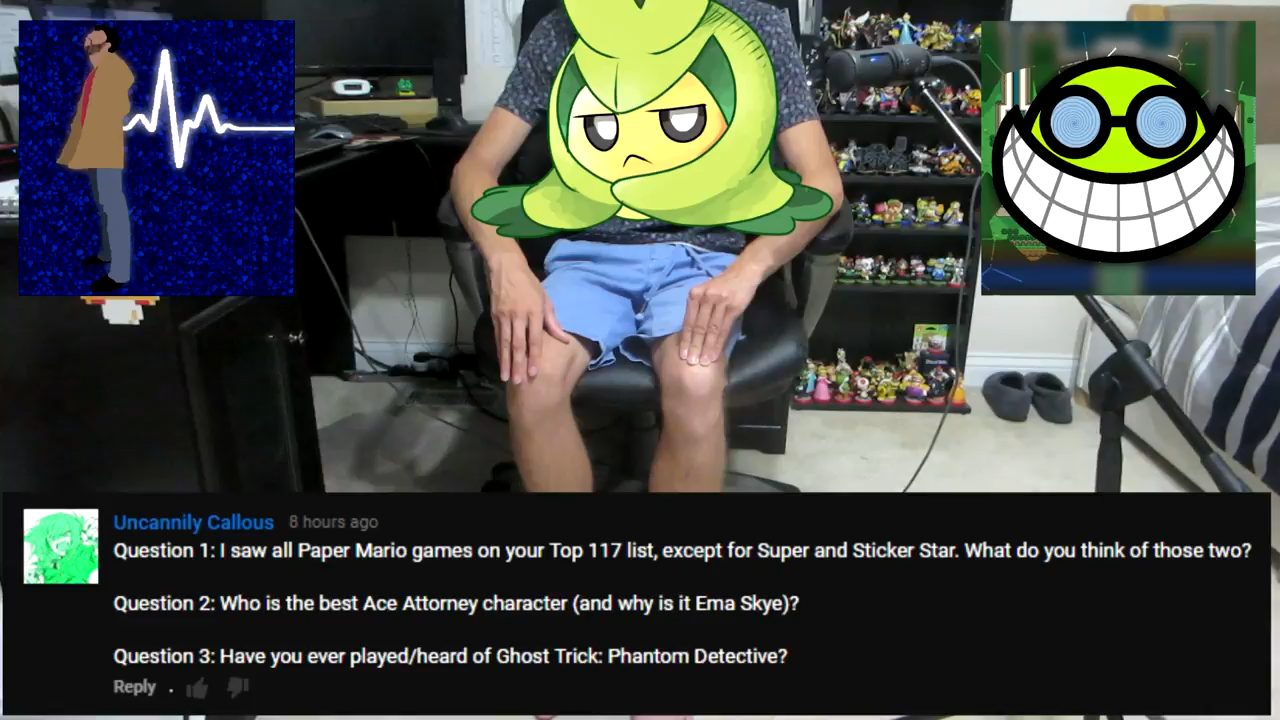 Uncannily Callous 8 hours ago
Question 1: I saw all Paper Mario games on your Top 117 list, except for Super and Sticker Star. What do you think of those two?
Question 2: Who is the best Ace Attorney character (and why is it Ema Skye)?
Question 3: Have you ever played/heard of Ghost Trick: Phantom Detective?
Reply .